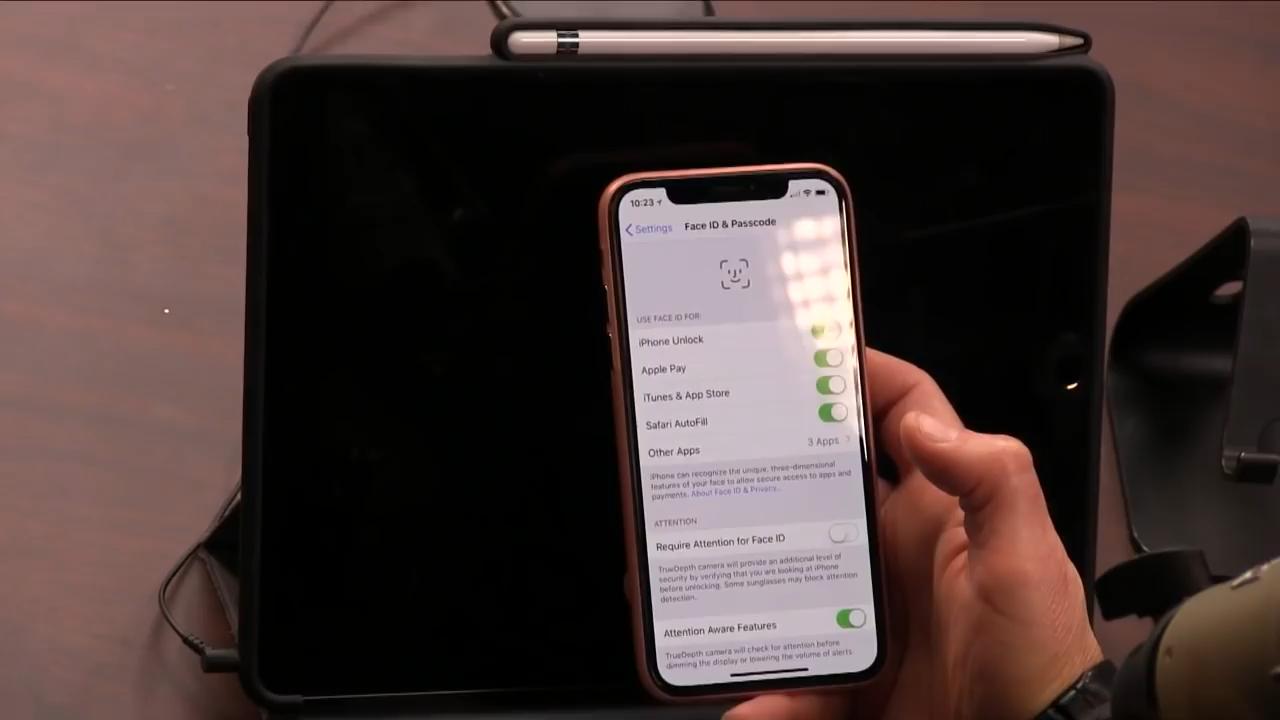 10:23
Settings
Face ID & Passcode
USE FACE ID FOR:
iPhone Unlock
Apple Pay
iTunes & App Store
Safari AutoFill
Other Apps
3 Apps
iPhone can recognize the unique, three-dimensional
features of your face to allow secure access to apps and
payments. About Face ID & Privacy...
ATTENTION
Require Attention for Face ID
TrueDepth camera will provide an additional level of
security by verifying that you are looking at iPhone
before unlocking. Some sunglasses may block attention
detection.
Attention Aware Features
TrueDepth camera will check for attention before
dimming the display or lowering the volume of alerts